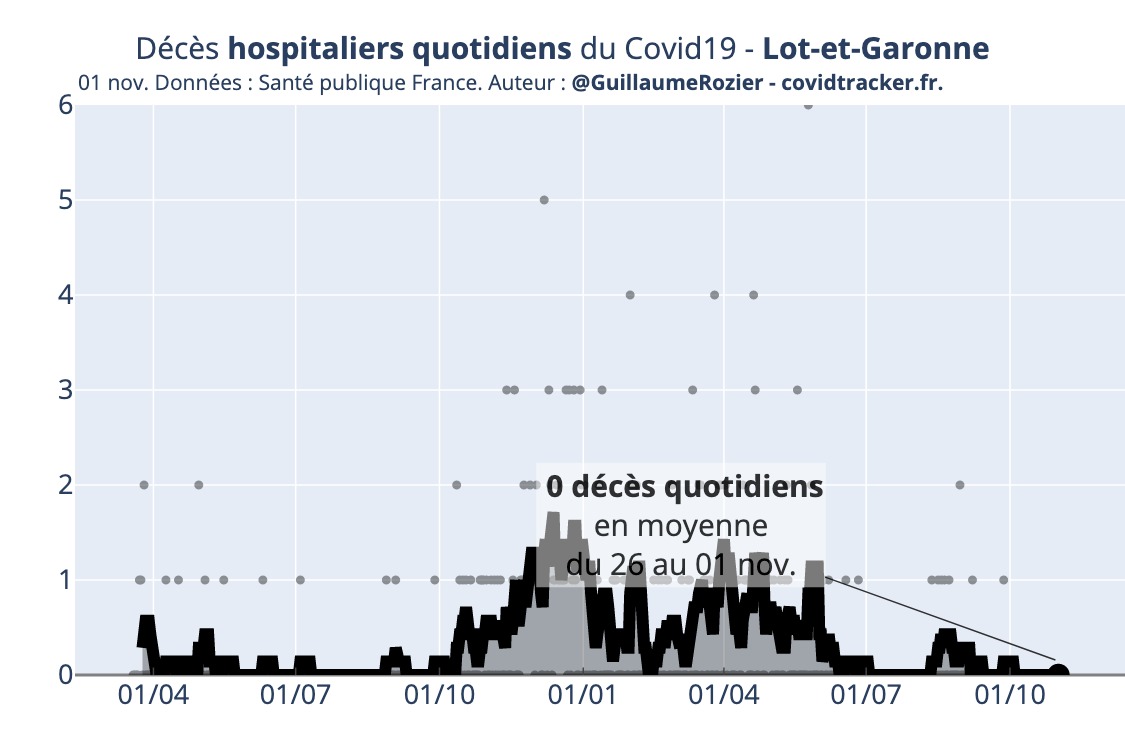 Décès hospitaliers quotidiens du Covid19 - Lot-et-Garonne
01 nov. Données : Santé publique France. Auteur : @GuillaumeRozier - covidtracker.fr.
6
5
4
3
2
1
0
0 décès quotidiens
en moyenne
du 26 au 01 nov.
01/04 01/07 01/10 01/01 01/04 01/07 01/10